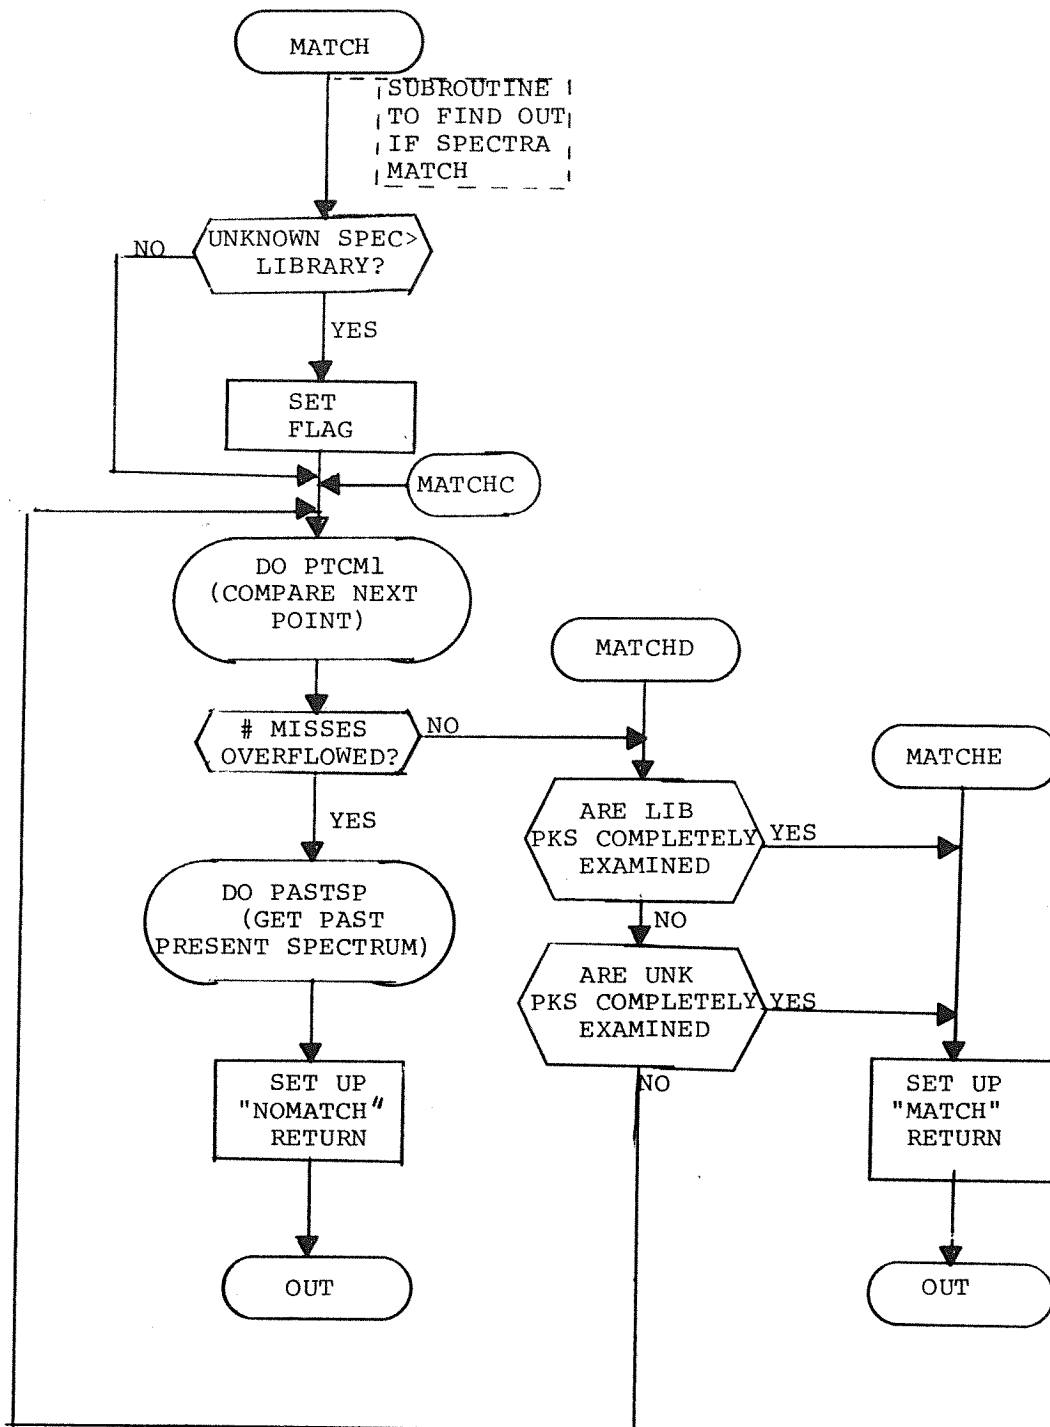 MATCH
SUBROUTINE
TO FIND OUT
IF SPECTRA
MATCH
UNKNOWN SPEC>
LIBRARY?
NO
YES
SET
FLAG
MATCHC
DO PTCM1
(COMPARE NEXT
POINT)
# MISSES
OVERFLOWED?
NO
YES
DO PASTSP
(GET PAST
PRESENT SPECTRUM)
SET UP
"NOMATCH"
RETURN
OUT
MATCHD
ARE LIB
PKS COMPLETELY
EXAMINED
YES
NO
ARE UNK
PKS COMPLETELY
EXAMINED
YES
NO
MATCHE
SET UP
"MATCH"
RETURN
OUT